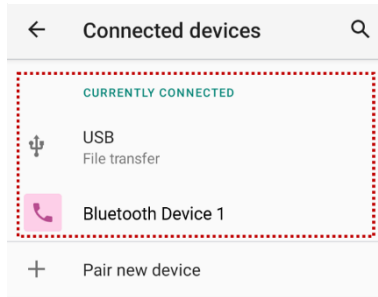 Connected devices
CURRENTLY CONNECTED
USB
File transfer
Bluetooth Device 1
Pair new device